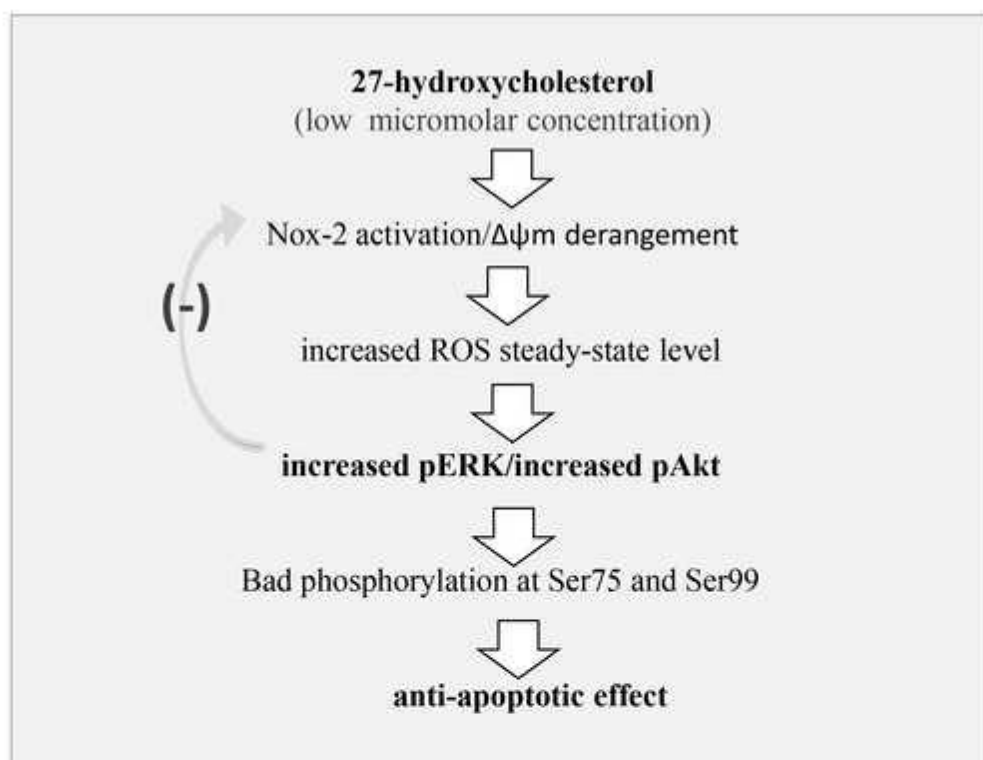 27-hydroxycholesterol
(low micromolar concentration)
Nox-2 activation/Δψm derangement
(-)
increased ROS steady-state level
increased pERK/increased pAkt
Bad phosphorylation at Ser75 and Ser99
anti-apoptotic effect